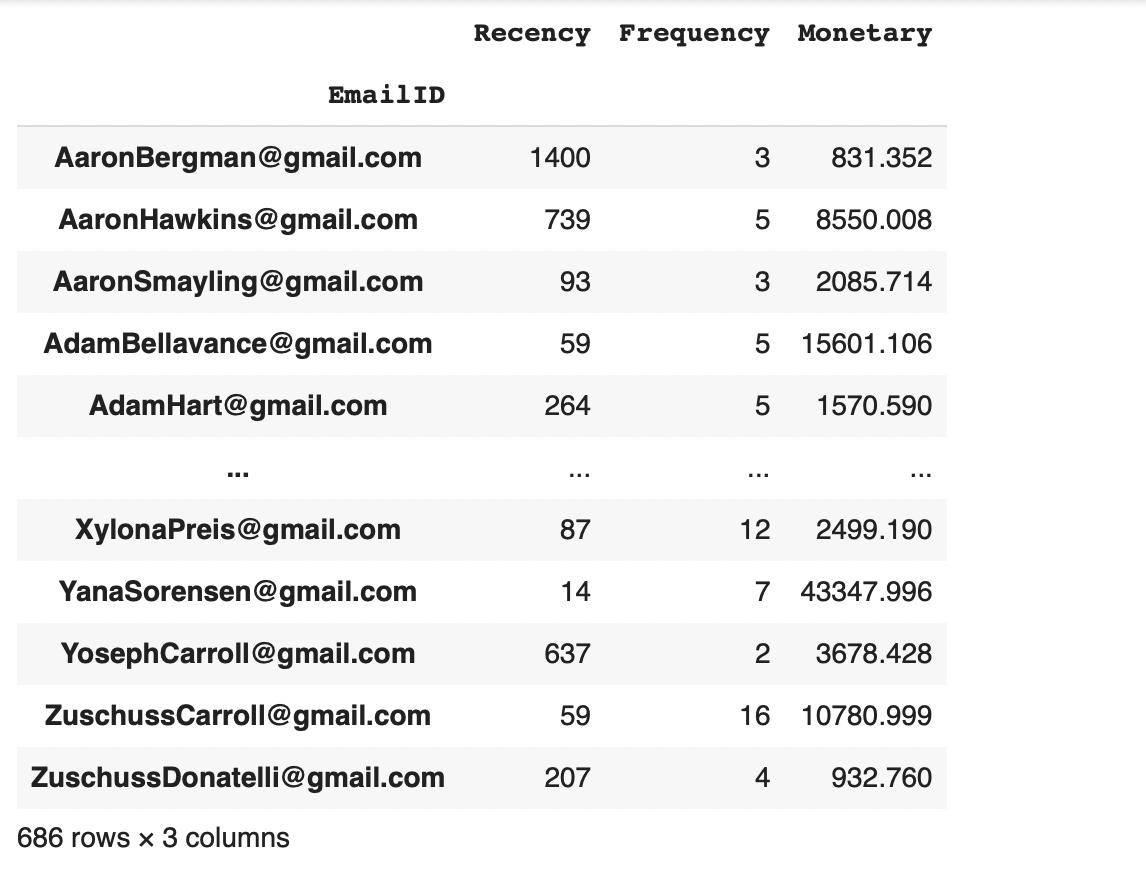 Recency Frequency Monetary
EmailID
AaronBergman@gmail.com 1400 3 831.352
AaronHawkins@gmail.com 739 5 8550.008
AaronSmayling@gmail.com 93 3 2085.714
AdamBellavance@gmail.com 59 5 15601.106
AdamHart@gmail.com 264 5 1570.590
... ... ... ...
XylonaPreis@gmail.com 87 12 2499.190
YanaSorensen@gmail.com 14 7 43347.996
YosephCarroll@gmail.com 637 2 3678.428
ZuschussCarroll@gmail.com 59 16 10780.999
ZuschussDonatelli@gmail.com 207 4 932.760
686 rows × 3 columns